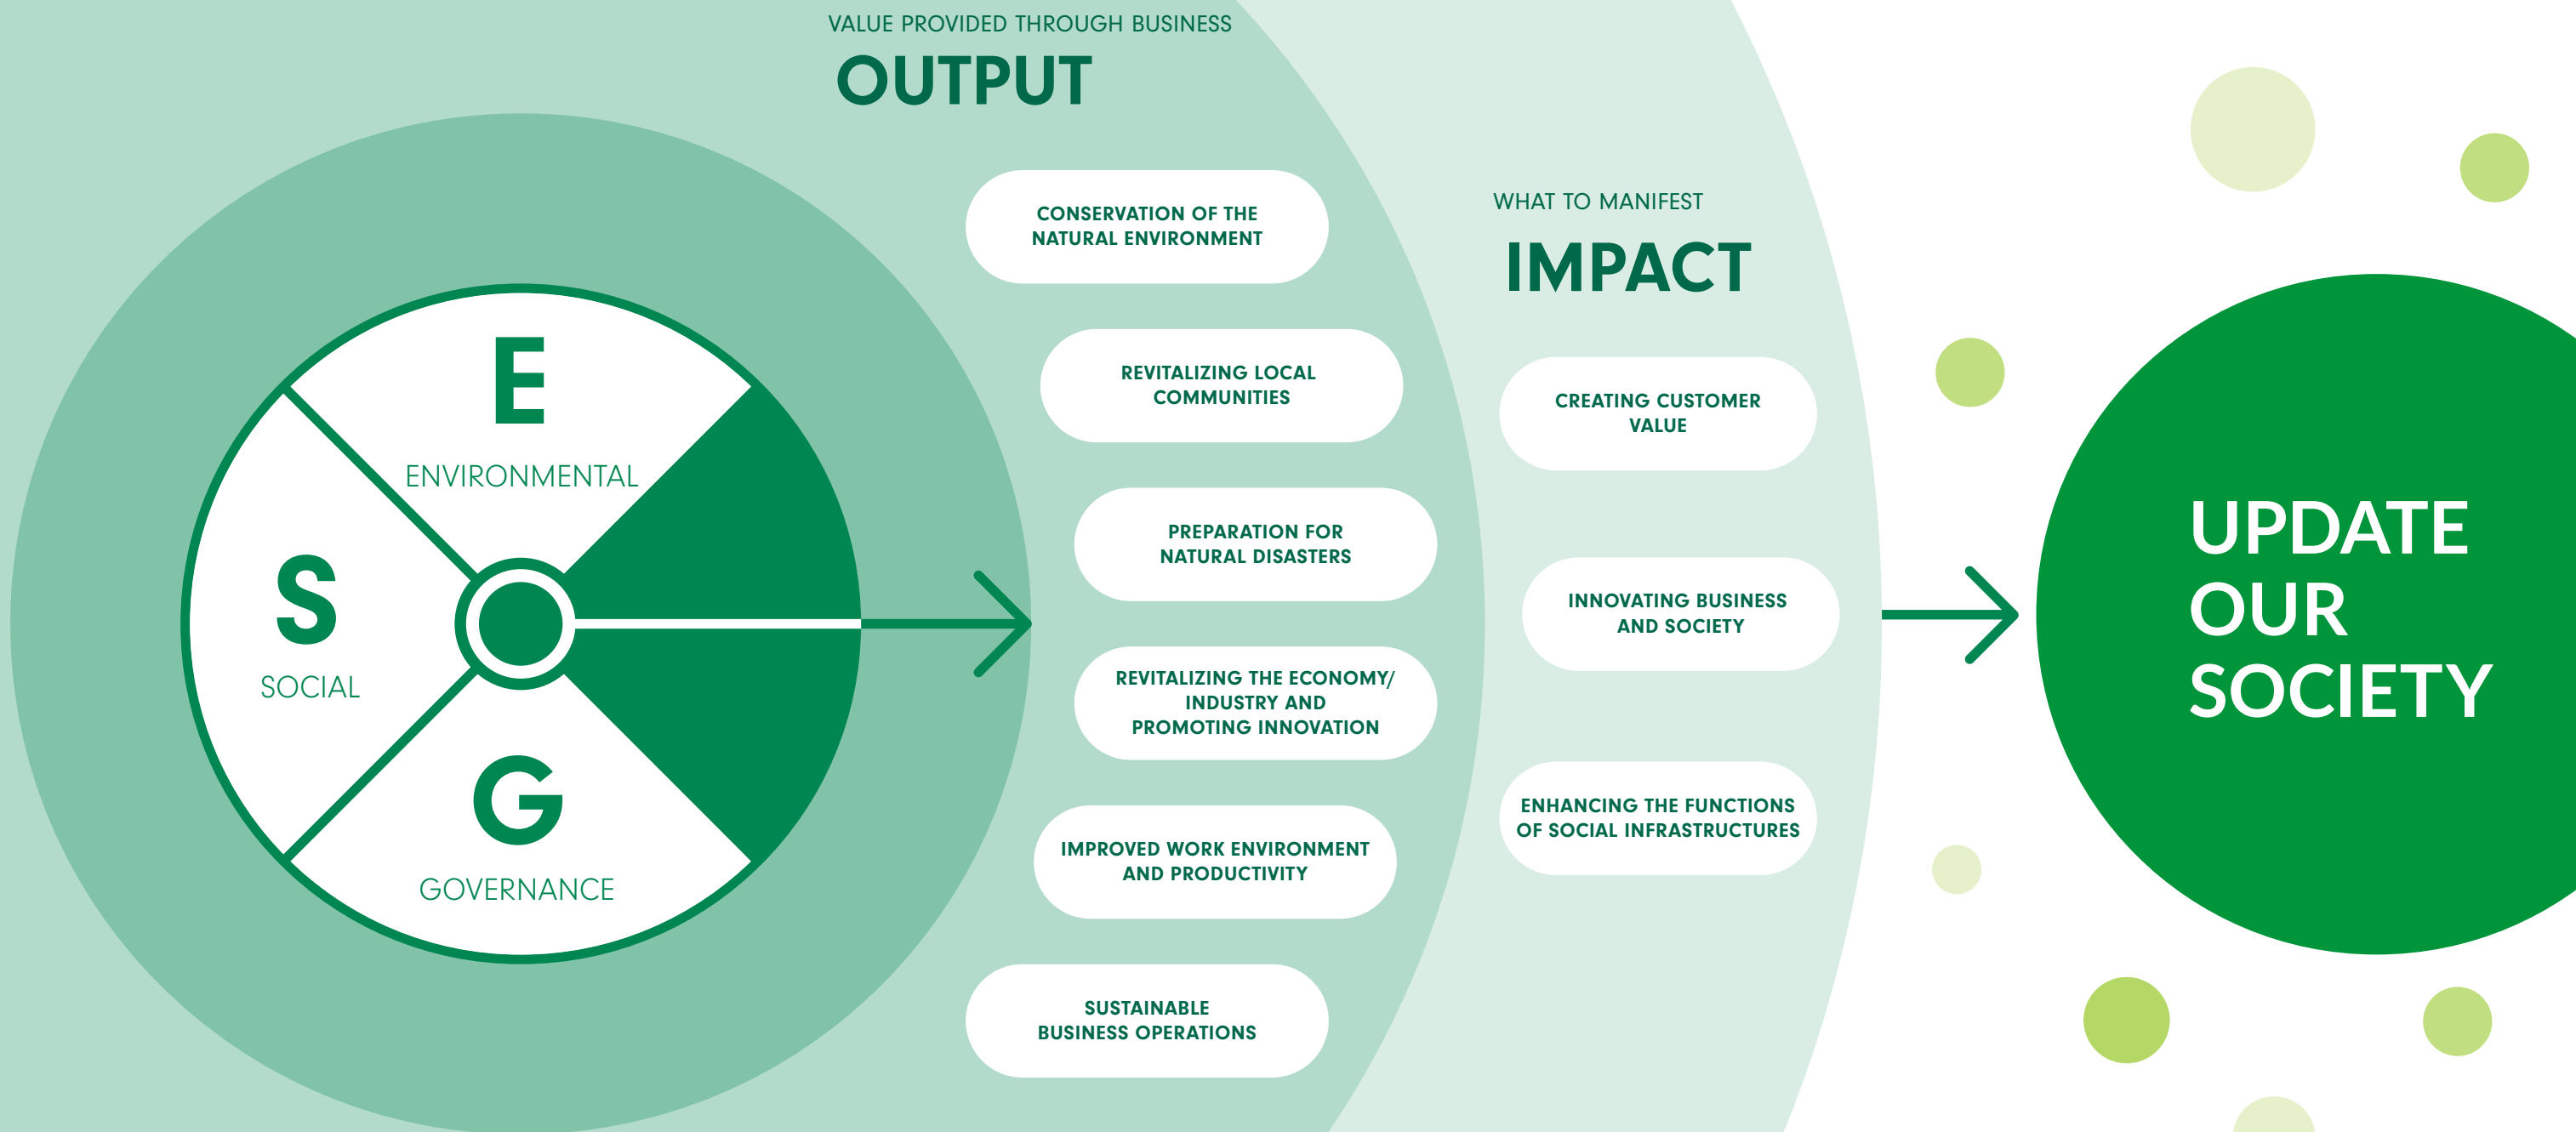 VALUE PROVIDED THROUGH BUSINESS
OUTPUT
E
ENVIRONMENTAL
S
SOCIAL
G
GOVERNANCE
CONSERVATION OF THE
NATURAL ENVIRONMENT
REVITALIZING LOCAL
COMMUNITIES
PREPARATION FOR
NATURAL DISASTERS
REVITALIZING THE ECONOMY/
INDUSTRY AND
PROMOTING INNOVATION
IMPROVED WORK ENVIRONMENT
AND PRODUCTIVITY
SUSTAINABLE
BUSINESS OPERATIONS
WHAT TO MANIFEST
IMPACT
CREATING CUSTOMER
VALUE
INNOVATING BUSINESS
AND SOCIETY
ENHANCING THE FUNCTIONS
OF SOCIAL INFRASTRUCTURES
UPDATE
OUR
SOCIETY